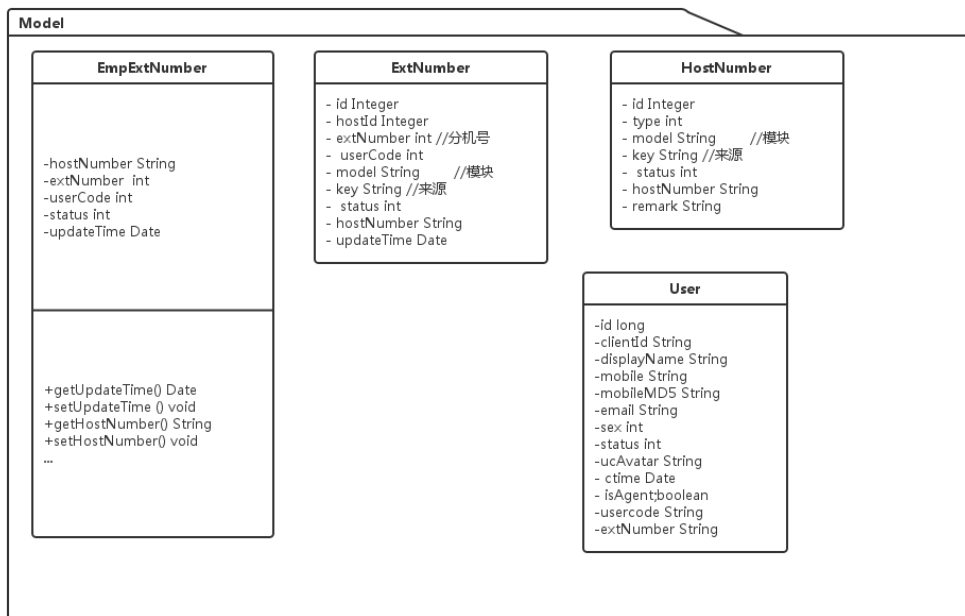 Model
EmpExtNumber
-hostNumber String
-extNumber int
-userCode int
-status int
-updateTime Date
+getUpdateTime() Date
+setUpdateTime () void
+getHostNumber() String
+setHostNumber() void
...
ExtNumber
- id Integer
- hostId Integer
- extNumber int //分机号
- userCode int
- model String //模块
- key String //来源
- status int
- hostNumber String
- updateTime Date
HostNumber
- id Integer
- type int
- model String //模块
- key String //来源
- status int
- hostNumber String
- remark String
User
-id long
-clientId String
-displayName String
-mobile String
-mobileMD5 String
-email String
-sex int
-status int
-ucAvatar String
- ctime Date
- isAgent;boolean
-usercode String
-extNumber String